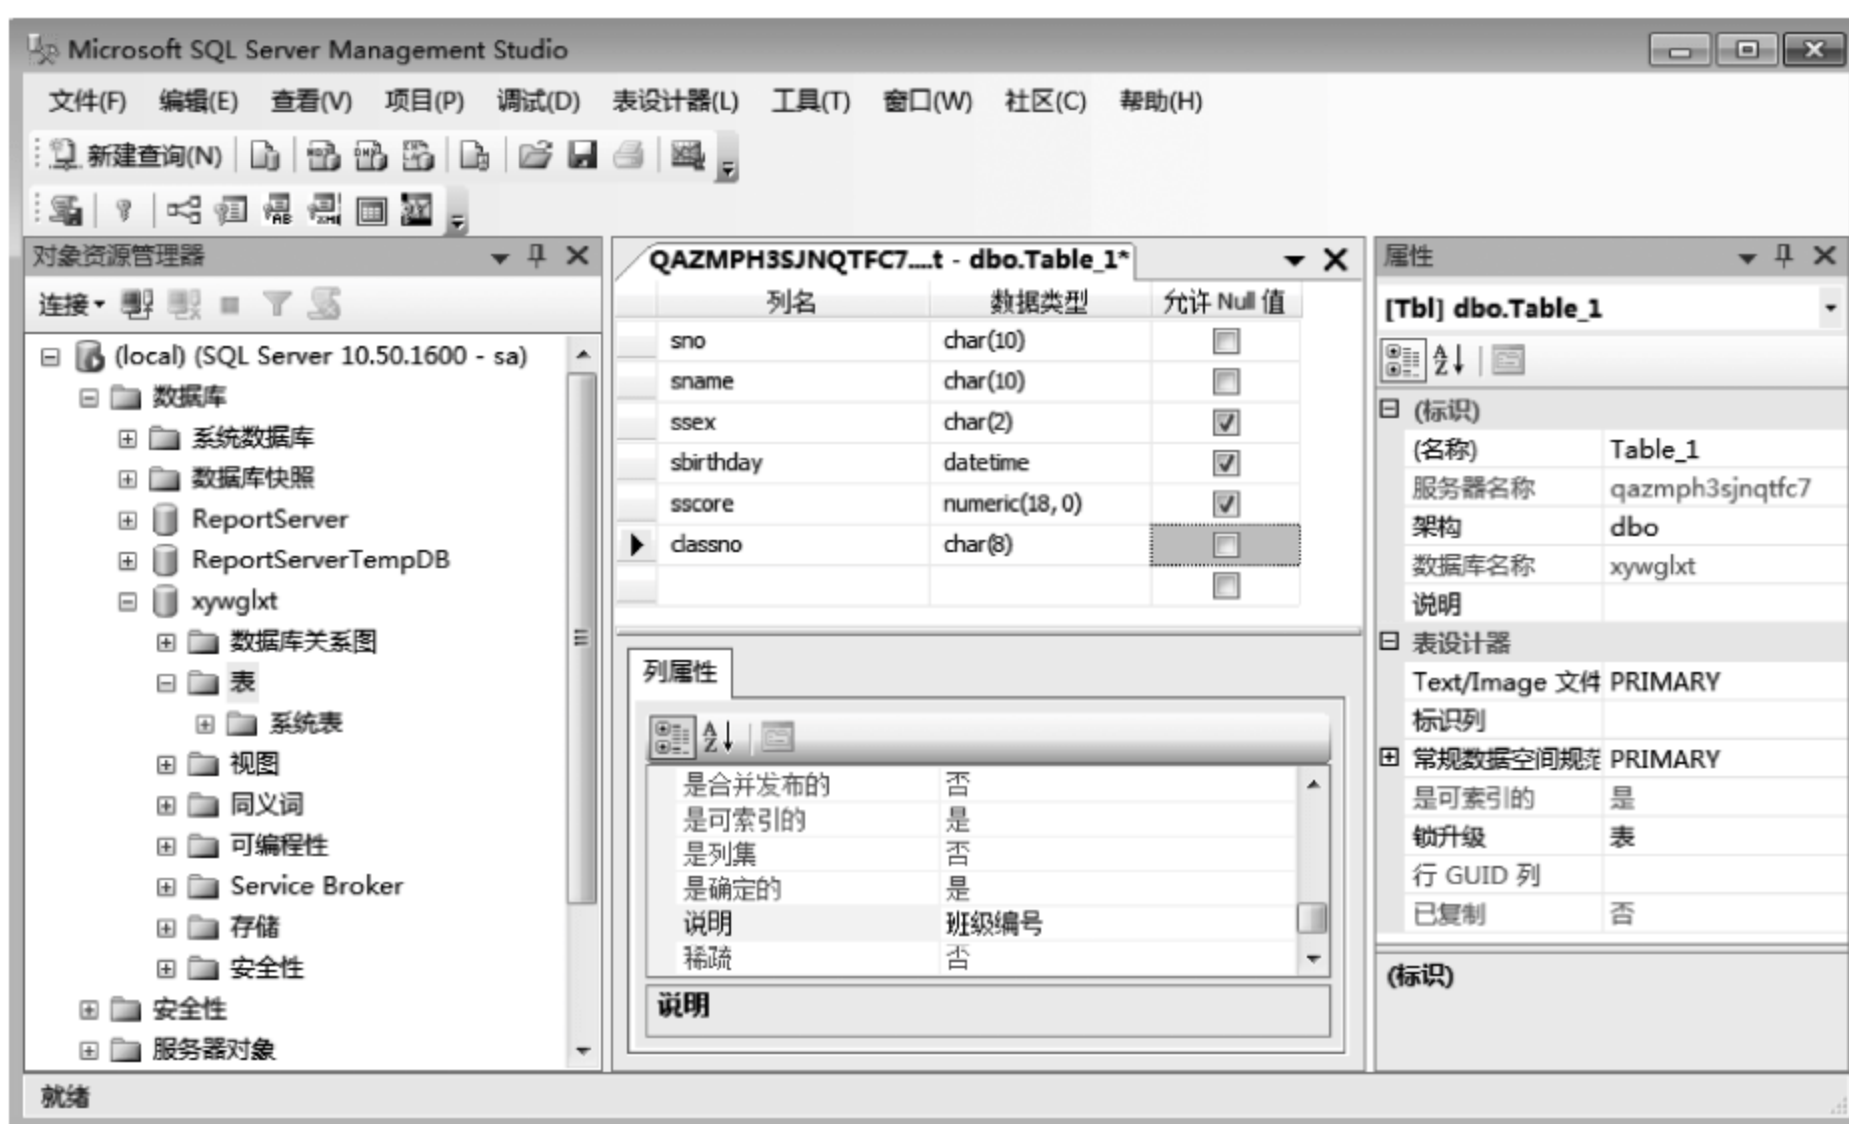 Microsoft SQL Server Management Studio
文件(F) 编辑(E) 查看(V) 项目(P) 调试(D) 表设计器(L) 工具(T) 窗口(W) 社区(C) 帮助(H)
新建查询(N)
对象资源管理器
连接
(local) (SQL Server 10.50.1600 - sa)
数据库
系统数据库
数据库快照
ReportServer
ReportServerTempDB
xywglxt
数据库关系图
表
系统表
视图
同义词
可编程性
Service Broker
存储
安全性
安全性
服务器对象
QAZMPH3SJNQTFC7....t - dbo.Table_1*
列名 数据类型 允许 Null 值
sno char(10)
sname char(10)
ssex char(2)
sbirthday datetime
sscore numeric(18, 0)
classno char(8)
列属性
是合并发布的 否
是可索引的 是
是列集 否
是确定的 是
说明 班级编号
稀疏 否
说明
属性
[Tbl] dbo.Table_1
(标识)
(名称) Table_1
服务器名称 qazmph3sjnqtfc7
架构 dbo
数据库名称 xywglxt
说明
表设计器
Text/Image 文件 PRIMARY
标识列
常规数据空间规范 PRIMARY
是可索引的 是
锁升级 表
行 GUID 列
已复制 否
(标识)
就绪